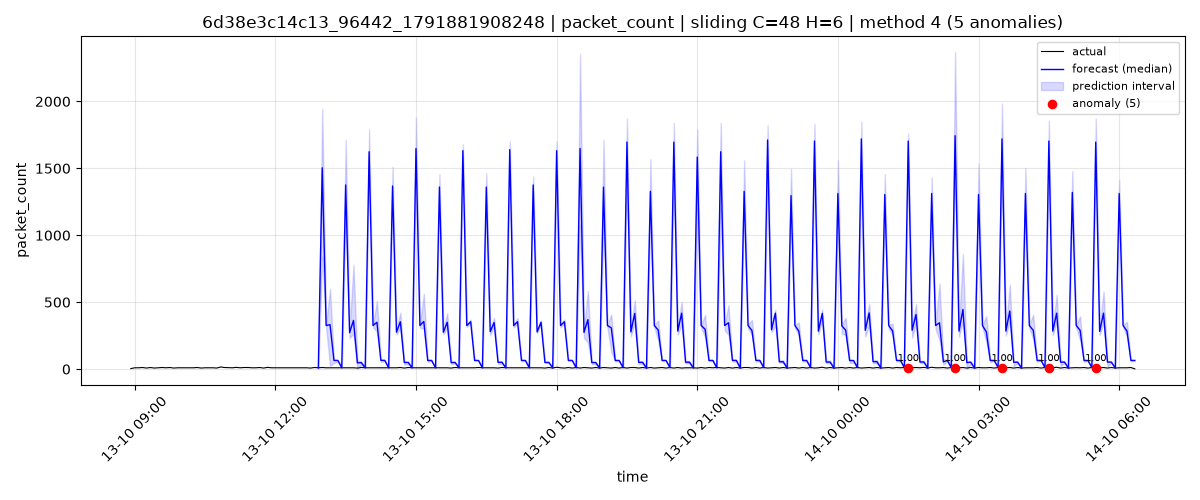 6d38e3c14c13_96442_1791881908248 | packet_count | sliding C=48 H=6 | method 4 (5 anomalies)
actual
forecast (median)
prediction interval
anomaly (5)
packet_count
2000
1500
1000
500
0
1.00
1.00
1.00
1.00
1.00
13-10 09:00
13-10 12:00
13-10 15:00
13-10 18:00
13-10 21:00
14-10 00:00
14-10 03:00
14-10 06:00
time